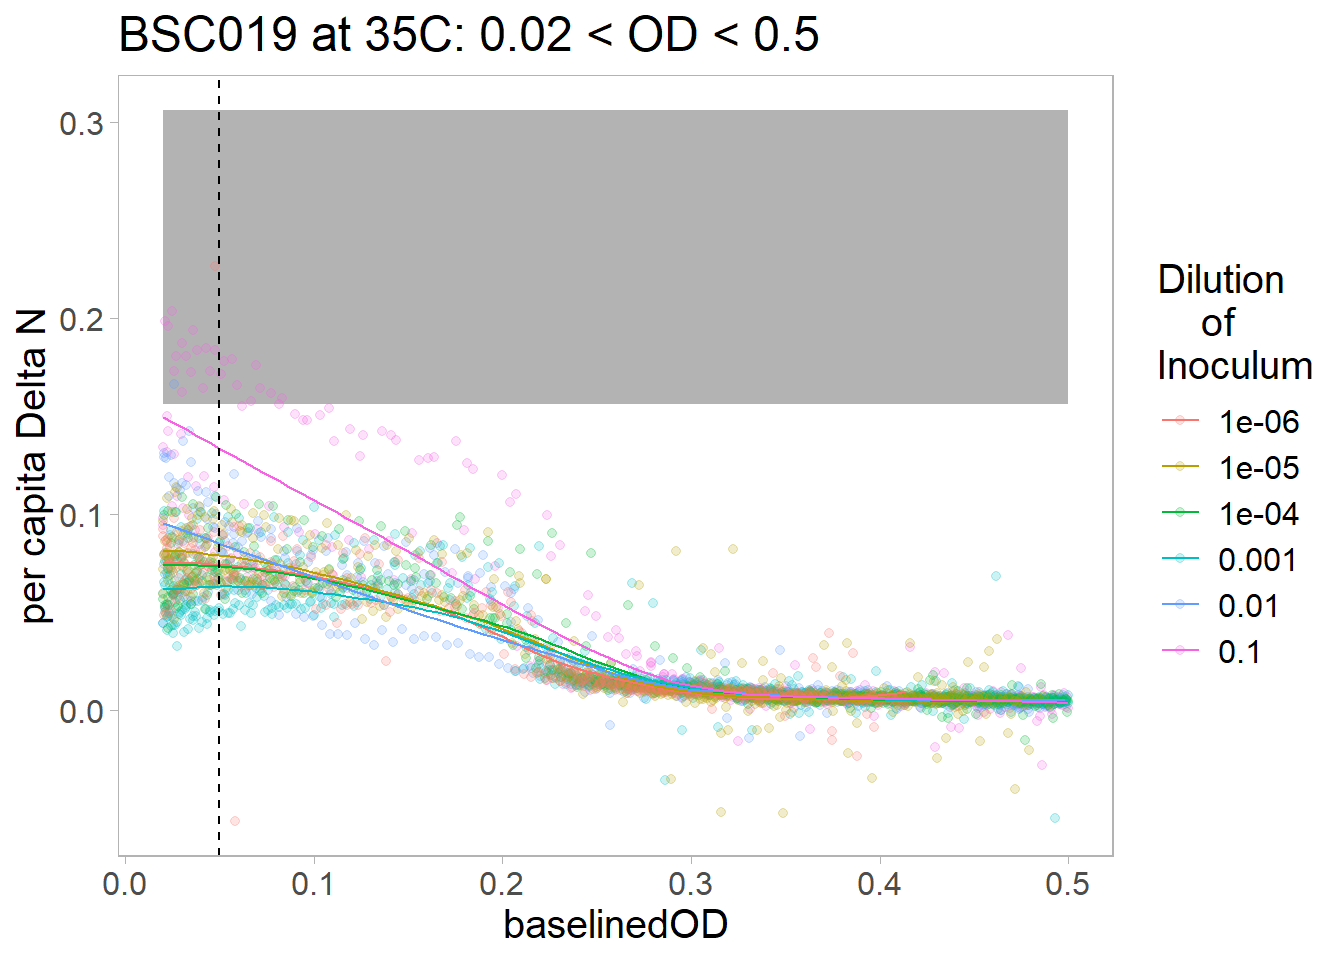 BSC019 at 35C: 0.02 < OD < 0.5
per capita Delta N
0.3
0.2
0.1
0.0
0.0 0.1 0.2 0.3 0.4 0.5
baselinedOD
Dilution
of
Inoculum
1e-06
1e-05
1e-04
0.001
0.01
0.1